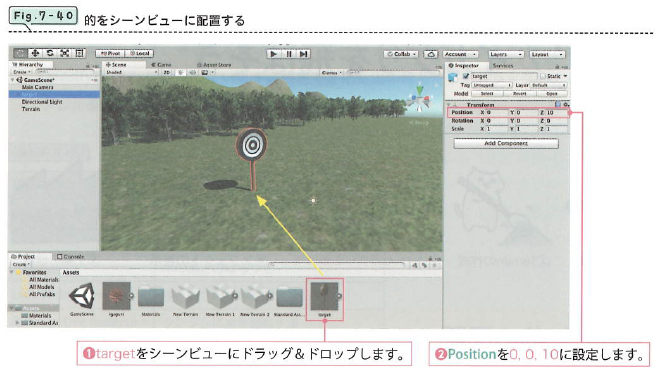 Fig.7-40 的をシーンビューに配置する
Pivot Local
Collab Account Layers Layout
Hierarchy
Scene Game Asset Store
Inspector Services
Create
Shaded 2D Gizmos
target Static
GameScene*
Tag Untagged Layer Default
Main Camera
Model Select Revert Open
target
Directional Light
Transform
Terrain
Position X 0 Y 0 Z 10
Rotation X 0 Y 0 Z 0
Scale X 1 Y 1 Z 1
Add Component
Project Console
Create
Favorites
All Materials
All Models
All Prefabs
Assets
Materials
Standard As
Assets
GameScene igaguri Materials New Terrain New Terrain 1 New Terrain 2 Standard Ass... target
❶targetをシーンビューにドラッグ&ドロップします。
❷Positionを0, 0, 10に設定します。